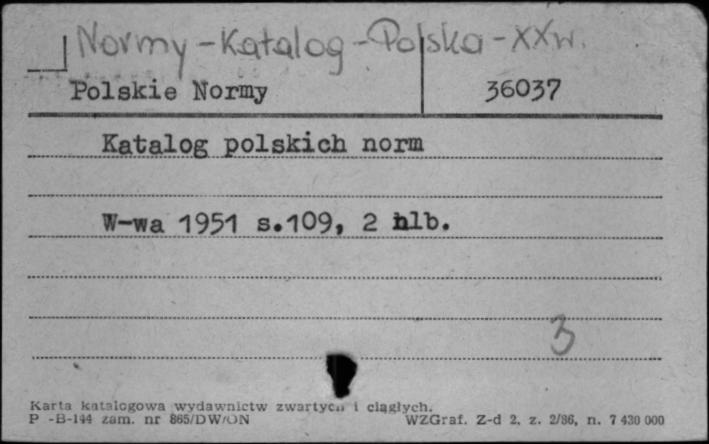 Normy - Katalog - Polska - XXw.
Polskie Normy 36037
Katalog polskich norm
W-wa 1951 s.109, 2 nlb.
3
Karta katalogowa wydawnictw zwartych i ciągłych.
P -B-144 zam. nr 865/DW/ON WZGraf. Z-d 2, z. 2/86, n. 7 430 000